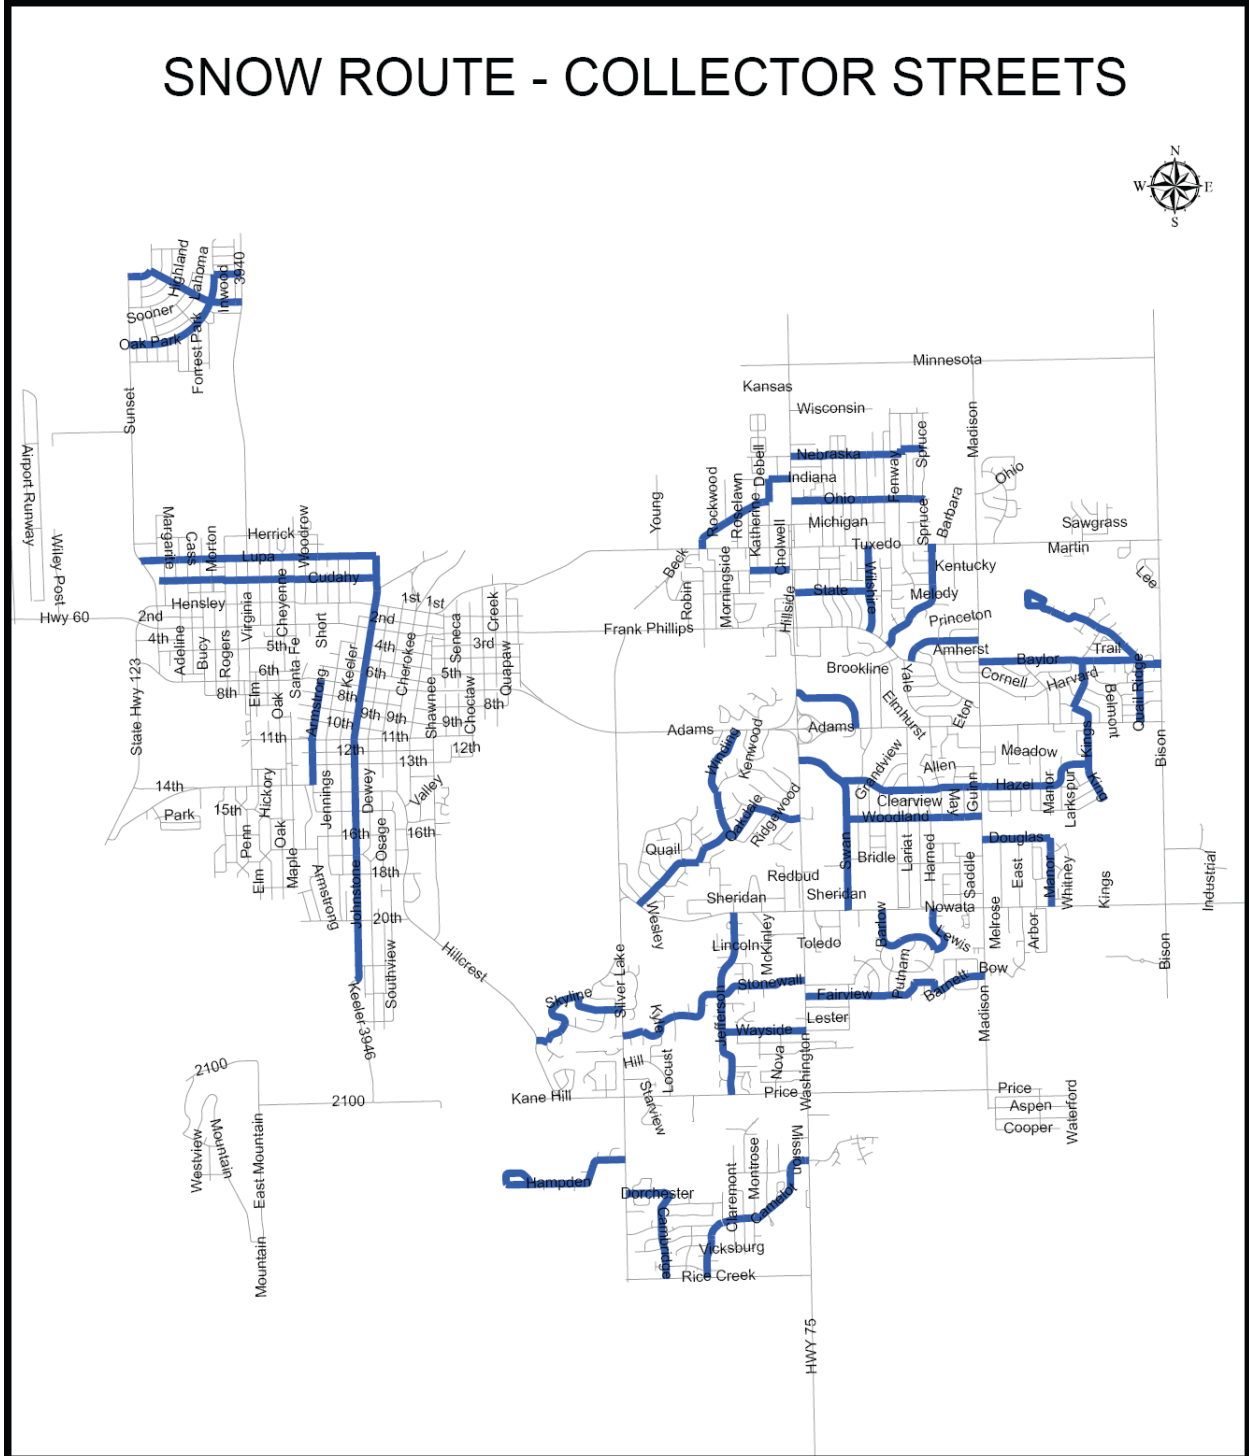 SNOW ROUTE - COLLECTOR STREETS
N
W
E
S
Highland
Lahoma
Inwood
3940
Sooner
Oak Park
Forrest Park
Sunset
Minnesota
Kansas
Wisconsin
Madison
Spruce
Nebraska
Debell
Fenway
Indiana
Ohio
Ohio
Airport Runway
Wiley-Post
Young
Rockwood
Roselawn
Katherine
Cholwell
Michigan
Spruce
Barbara
Sawgrass
Martin
Lee
Margarite
Cass
Morton
Herrick
Woodrow
Lupa
Cudahy
Beck
Robin
Morningside
Hillside
Tuxedo
Wilshire
State
Kentucky
Melody
Princeton
Hensley
Virginia
Cheyenne
Short
1st
1st
Creek
Hwy 60
2nd
2nd
4th
Adeline
Bucy
Rogers
5th
Santa Fe
Keeler
4th
Cherokee
Seneca
3rd
Quapaw
Frank Phillips
Brookline
Amherst
Yale
Baylor
Trail
Cornell
Harvard
Belmont
Quail Ridge
State Hwy 123
6th
6th
5th
8th
Elm
Oak
Armstrong
8th
Shawnee
Choctaw
8th
10th
9th
9th
9th
11th
11th
12th
12th
13th
Adams
Winding
Kenwood
Adams
Elmhurst
Eton
Kings
Bison
Meadow
14th
Park
15th
Hickory
Jennings
Dewey
Valley
Grandview
Allen
Clearview
May
Guinn
Hazel
Manor
Larkspur
King
Penn
Oak
16th
Osage
16th
Oakdale
Ridgewood
Woodland
Douglas
Elm
Maple
Armstrong
Johnstone
18th
20th
Quail
Redbud
Swan
Bridle
Lariat
Harned
Saddle
East
Manor
Whitney
Kings
Industrial
Wesley
Sheridan
Sheridan
Nowata
Melrose
Arbor
Hillcrest
Southview
Lincoln
McKinley
Toledo
Barlow
Lewis
Bison
Keeler
3946
Silver Lake
Skyline
Kyle
Jefferson
Stonewall
Fairview
Putnam
Barnett
Bow
Madison
Lester
Wayside
Hill
Locust
Nova
Washington
2100
2100
Kane Hill
Starview
Price
Price
Aspen
Cooper
Waterford
Westview
Mountain
East Mountain
Mountain
Hampden
Dorchester
Cambridge
Claremont
Montrose
Mission
Camelot
Vicksburg
Rice Creek
HWY 75